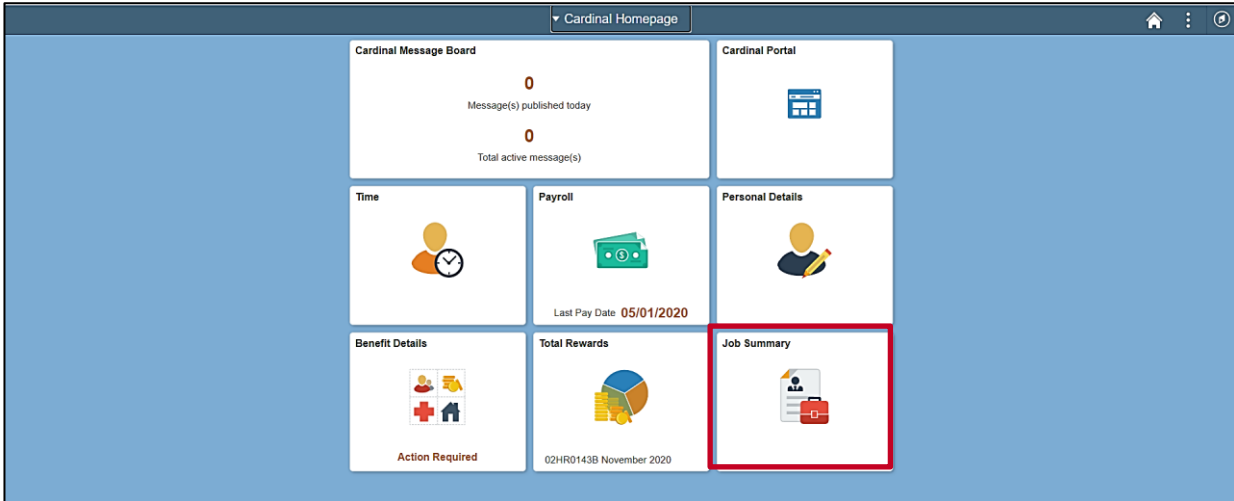 Cardinal Homepage
Cardinal Message Board
0
Message(s) published today
0
Total active message(s)
Cardinal Portal
Time
Payroll
Last Pay Date 05/01/2020
Personal Details
Benefit Details
Action Required
Total Rewards
02HR0143B November 2020
Job Summary